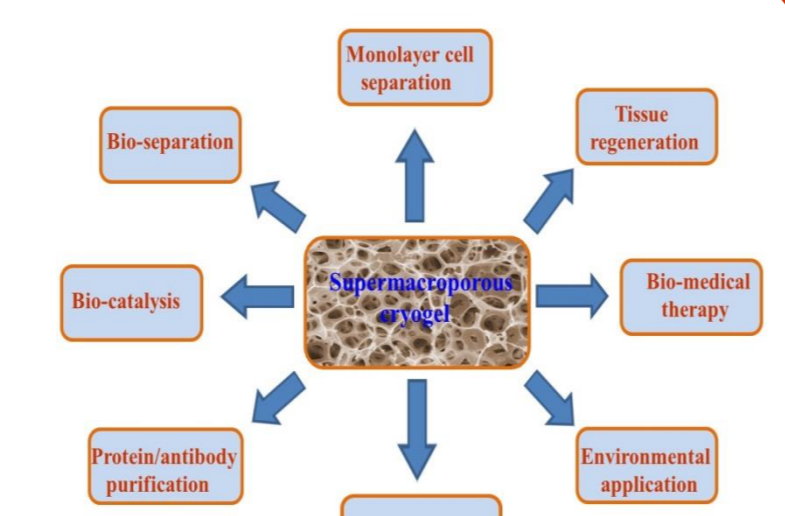 Monolayer cell
separation
Tissue
regeneration
Bio-separation
Supermacroporous
cryogel
Bio-medical
therapy
Bio-catalysis
Protein/antibody
purification
Environmental
application